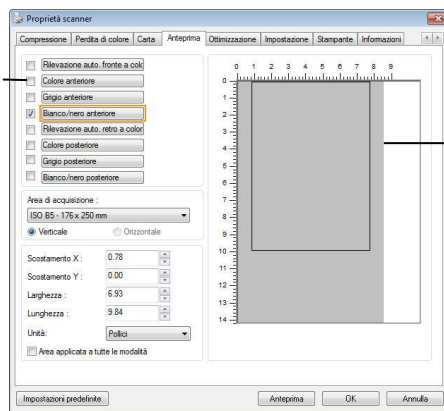 Proprietà scanner
Compressione Perdita di colore Carta Anteprima Ottimizzazione Impostazione Stampante Informazioni
Rilevazione auto. fronte a colo
Colore anteriore
Grigio anteriore
Bianco/nero anteriore
Rilevazione auto. retro a color
Colore posteriore
Grigio posteriore
Bianco/nero posteriore
Area di acquisizione :
ISO B5 - 176 x 250 mm
Verticale Orizzontale
Scostamento X : 0.78
Scostamento Y : 0.00
Larghezza : 6.93
Lunghezza : 9.84
Unità: Pollici
Area applicata a tutte le modalità
0 1 2 3 4 5 6 7 8 9
0
1
2
3
4
5
6
7
8
9
10
11
12
13
14
Impostazioni predefinite Anteprima OK Annulla